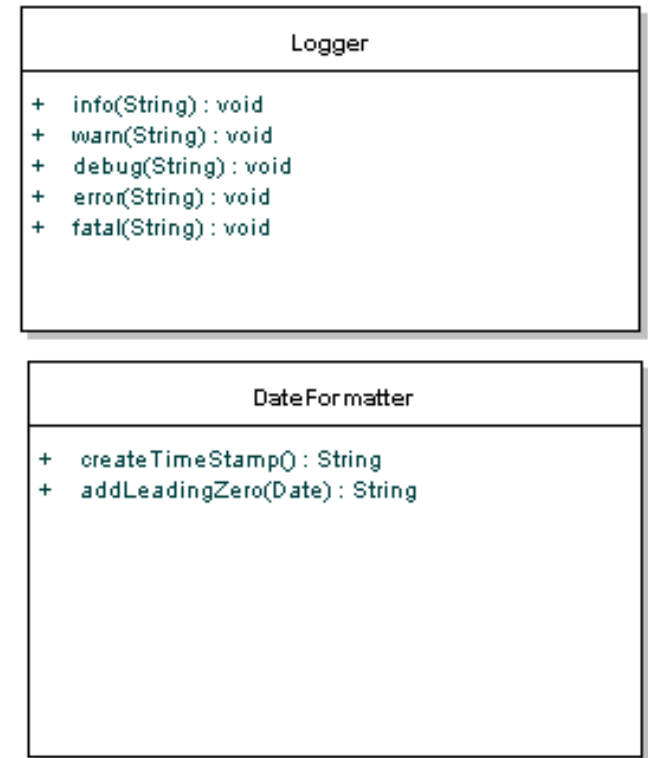 Logger
+ info(String) : void
+ warn(String) : void
+ debug(String) : void
+ error(String) : void
+ fatal(String) : void
DateFormatter
+ createTimeStamp() : String
+ addLeadingZero(Date) : String